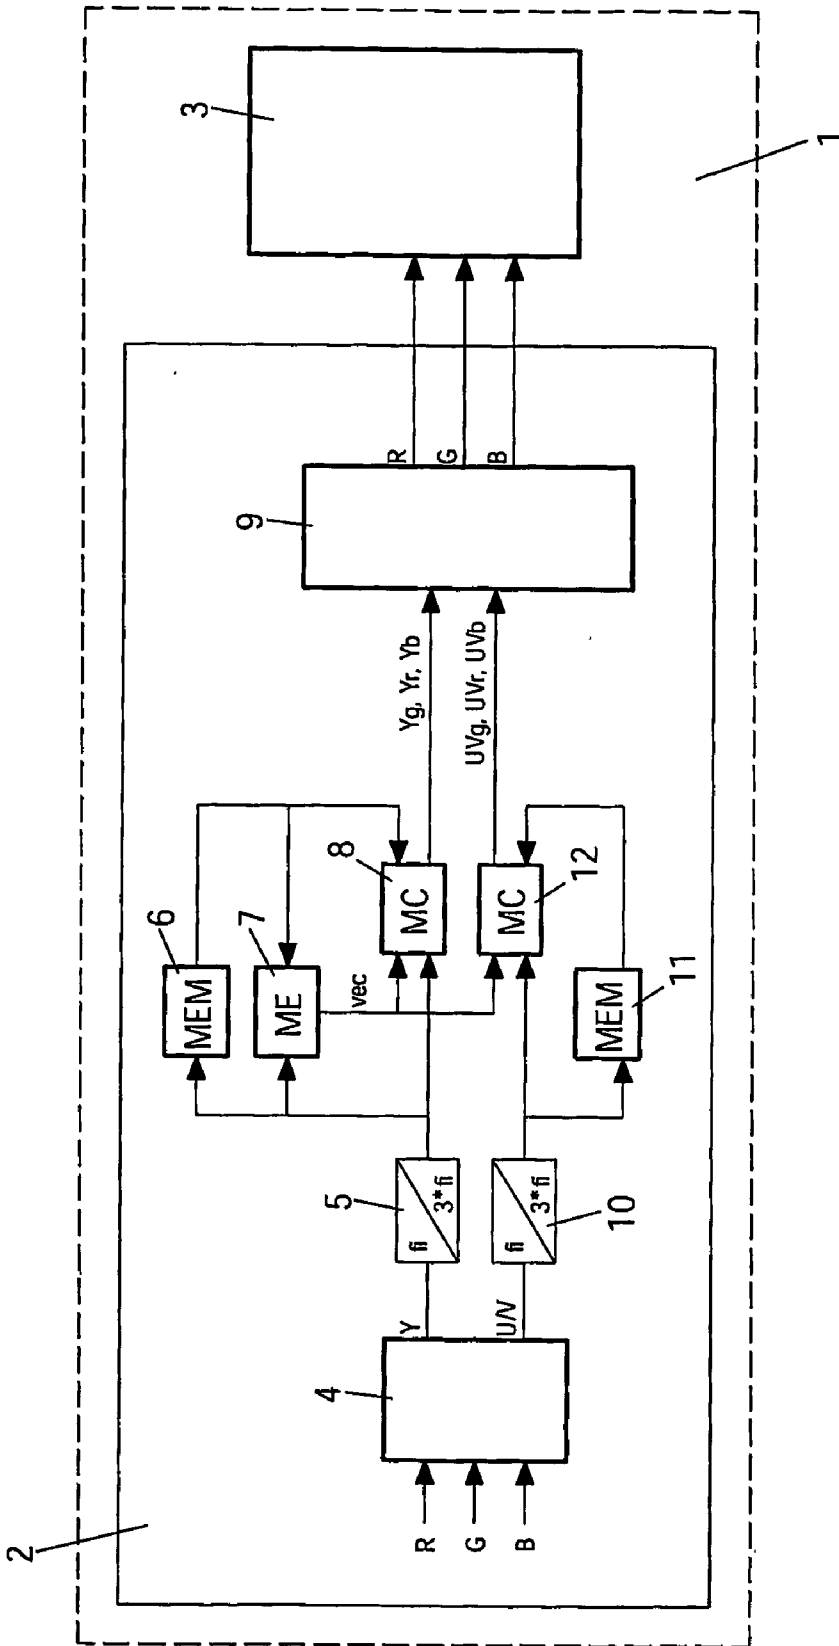 1
2
3
4
R
G
B
Y
U/V
5
fi
3*fi
10
fi
3*fi
6
MEM
7
ME
vec
8
MC
12
MC
11
MEM
Yg, Yr, Yb
UVg, UVr, UVb
9
R
G
B